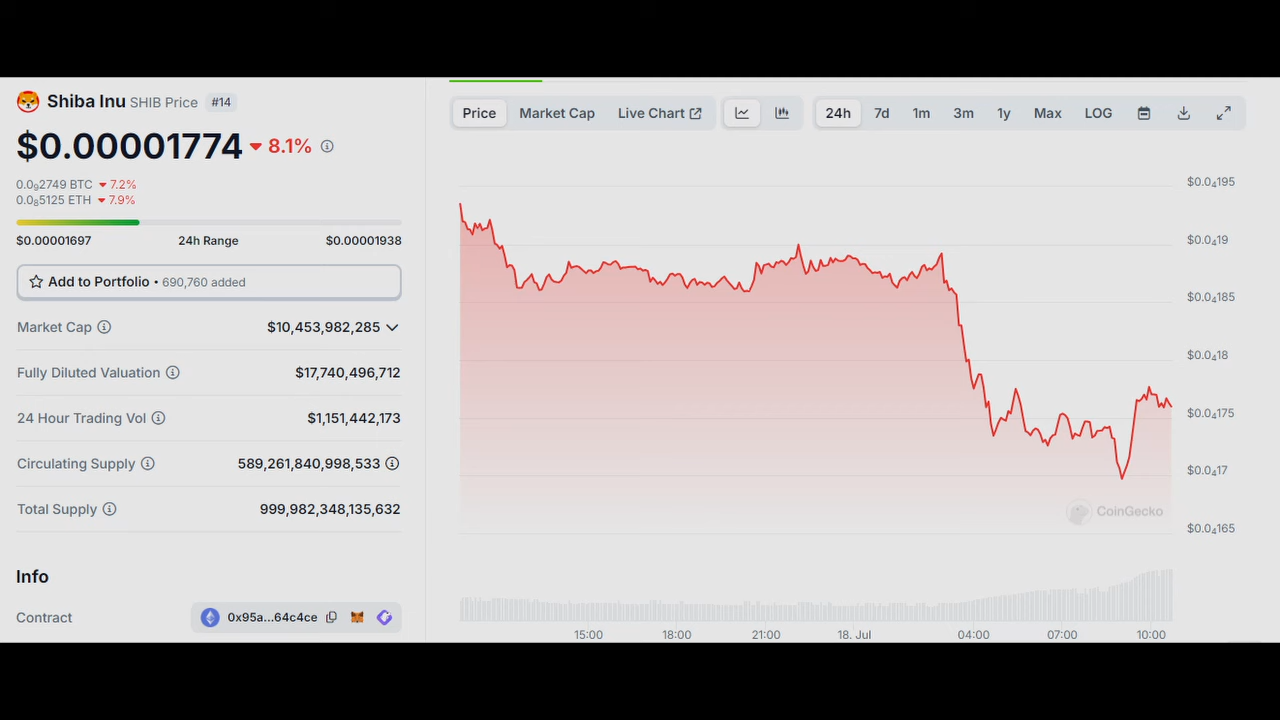 Shiba Inu SHIB Price #14
$0.00001774 8.1%
0.0₉2749 BTC 7.2%
0.0₈5125 ETH 7.9%
$0.00001697 24h Range $0.00001938
Add to Portfolio • 690,760 added
Market Cap $10,453,982,285
Fully Diluted Valuation $17,740,496,712
24 Hour Trading Vol $1,151,442,173
Circulating Supply 589,261,840,998,533
Total Supply 999,982,348,135,632
Info
Contract 0x95a...64c4ce
Price Market Cap Live Chart 24h 7d 1m 3m 1y Max LOG
$0.0₄195
$0.0₄19
$0.0₄185
$0.0₄18
$0.0₄175
$0.0₄17
$0.0₄165
CoinGecko
15:00 18:00 21:00 18. Jul 04:00 07:00 10:00